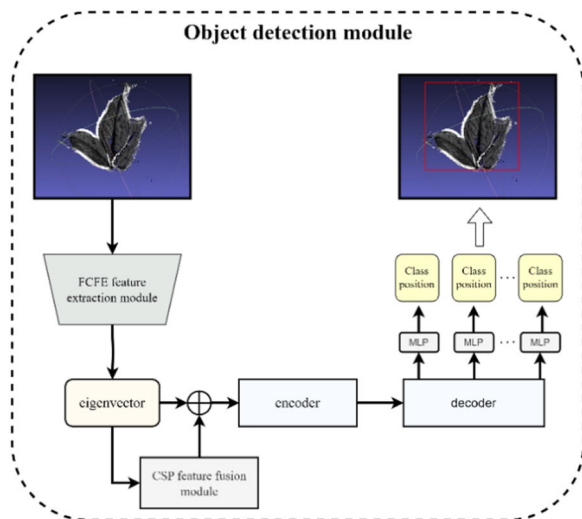 Object detection module
FCFE feature
extraction module
eigenvector
CSP feature fusion
module
encoder
decoder
MLP
MLP
MLP
Class
position
Class
position
Class
position